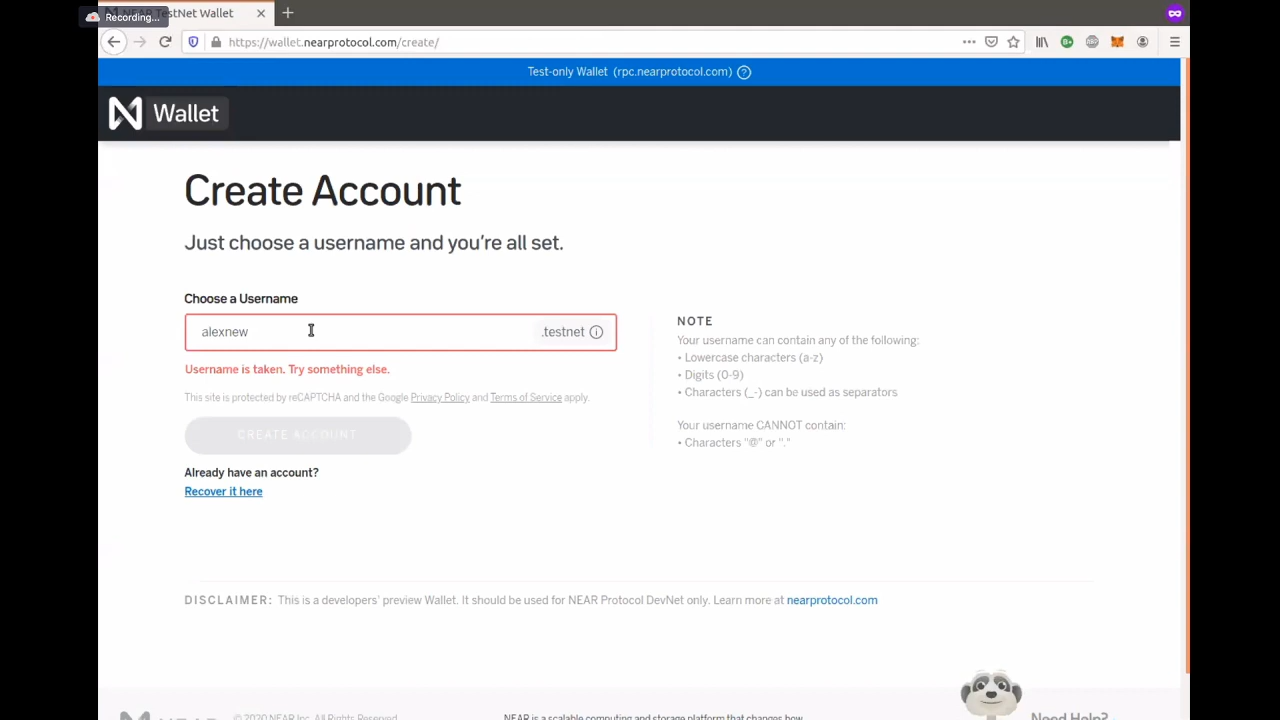 Recording...
NEAR TestNet Wallet
https://wallet.nearprotocol.com/create/
Test-only Wallet (rpc.nearprotocol.com)
Wallet
Create Account
Just choose a username and you're all set.
Choose a Username
alexnew
.testnet
Username is taken. Try something else.
This site is protected by reCAPTCHA and the Google Privacy Policy and Terms of Service apply.
CREATE ACCOUNT
Already have an account?
Recover it here
NOTE
Your username can contain any of the following:
• Lowercase characters (a-z)
• Digits (0-9)
• Characters (_-) can be used as separators
Your username CANNOT contain:
• Characters "@" or "."
DISCLAIMER: This is a developers' preview Wallet. It should be used for NEAR Protocol DevNet only. Learn more at nearprotocol.com
© 2020 NEAR Inc. All Rights Reserved.
NEAR is a scalable computing and storage platform that changes how
Need Help?